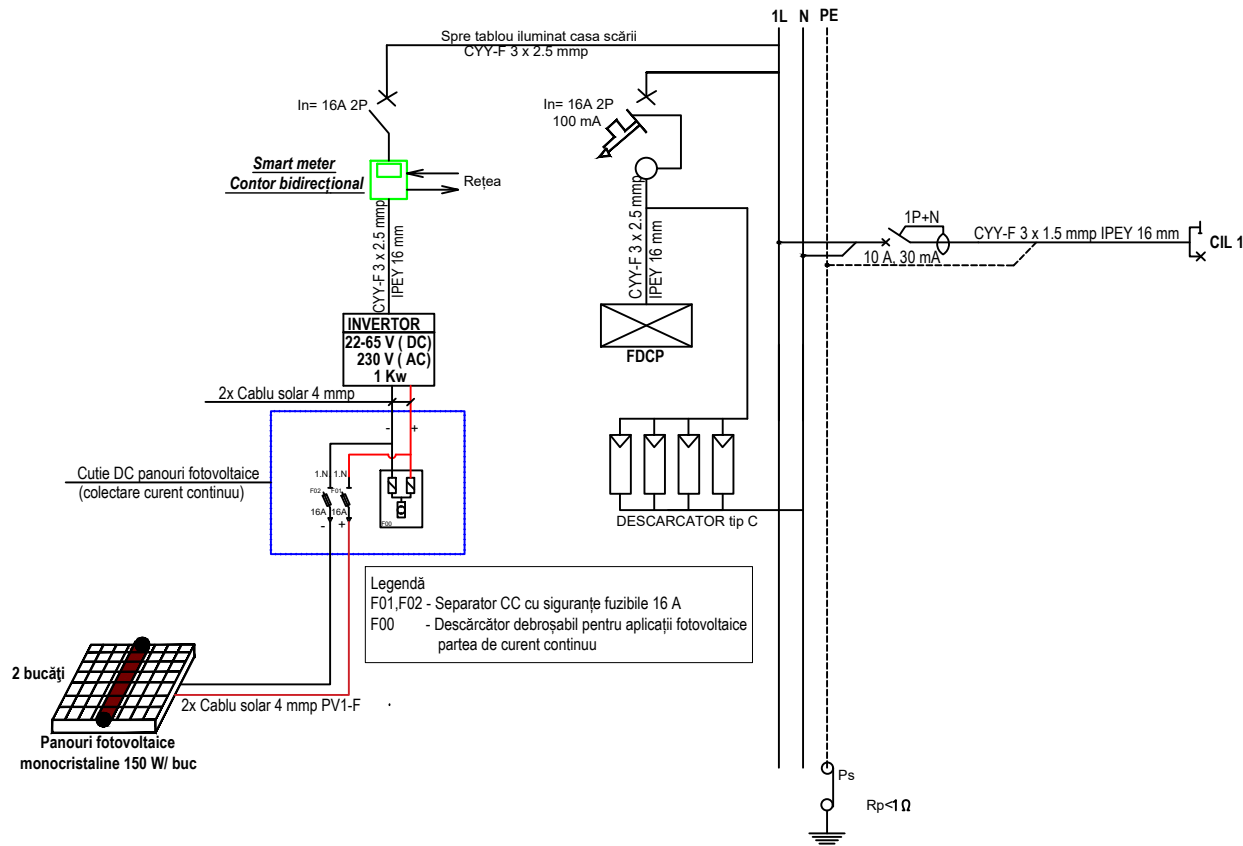 1L N PE
Spre tablou iluminat casa scării
CYY-F 3 x 2.5 mmp
In= 16A 2P
In= 16A 2P
100 mA
Smart meter
Contor bidirecțional
Rețea
CYY-F 3 x 2.5 mmp
IPEY 16 mm
CYY-F 3 x 2.5 mmp
IPEY 16 mm
1P+N
CYY-F 3 x 1.5 mmp IPEY 16 mm
10 A, 30 mA
CIL 1
INVERTOR
22-65 V ( DC)
230 V ( AC)
1 Kw
FDCP
2x Cablu solar 4 mmp
- +
Cutie DC panouri fotovoltaice
(colectare curent continuu)
1.N 1.N
F02 F01
16A 16A
- +
F00
DESCARCATOR tip C
Legendă
F01,F02 - Separator CC cu siguranțe fuzibile 16 A
F00 - Descărcător debroșabil pentru aplicații fotovoltaice
partea de curent continuu
2 bucăți
2x Cablu solar 4 mmp PV1-F
Panouri fotovoltaice
monocristaline 150 W/ buc
Ps
Rp<1 Ω